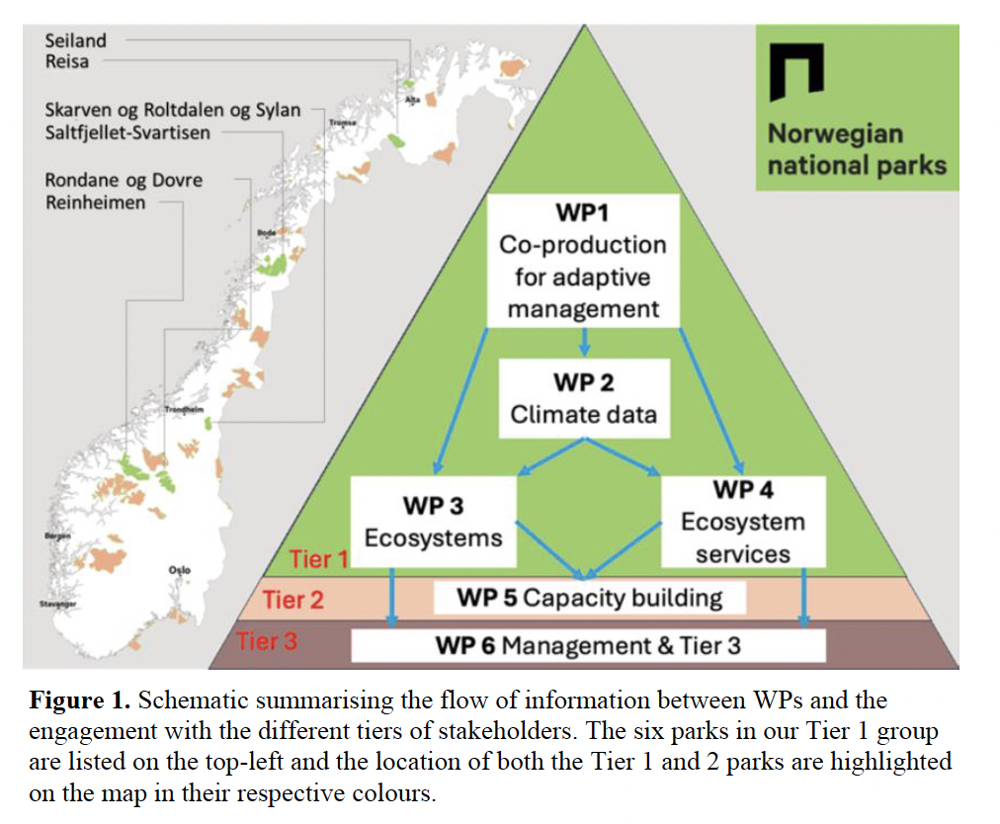 Seiland
Reisa
Skarven og Roltdalen og Sylan
Saltfjellet-Svartisen
Rondane og Dovre
Reinheimen
Alta
Tromsø
Bodø
Trondheim
Bergen
Oslo
Stavanger
Norwegian
national parks
WP1
Co-production
for adaptive
management
WP 2
Climate data
WP 3
Ecosystems
WP 4
Ecosystem
services
Tier 1
Tier 2
WP 5 Capacity building
Tier 3
WP 6 Management & Tier 3
Figure 1. Schematic summarising the flow of information between WPs and the
engagement with the different tiers of stakeholders. The six parks in our Tier 1 group
are listed on the top-left and the location of both the Tier 1 and 2 parks are highlighted
on the map in their respective colours.